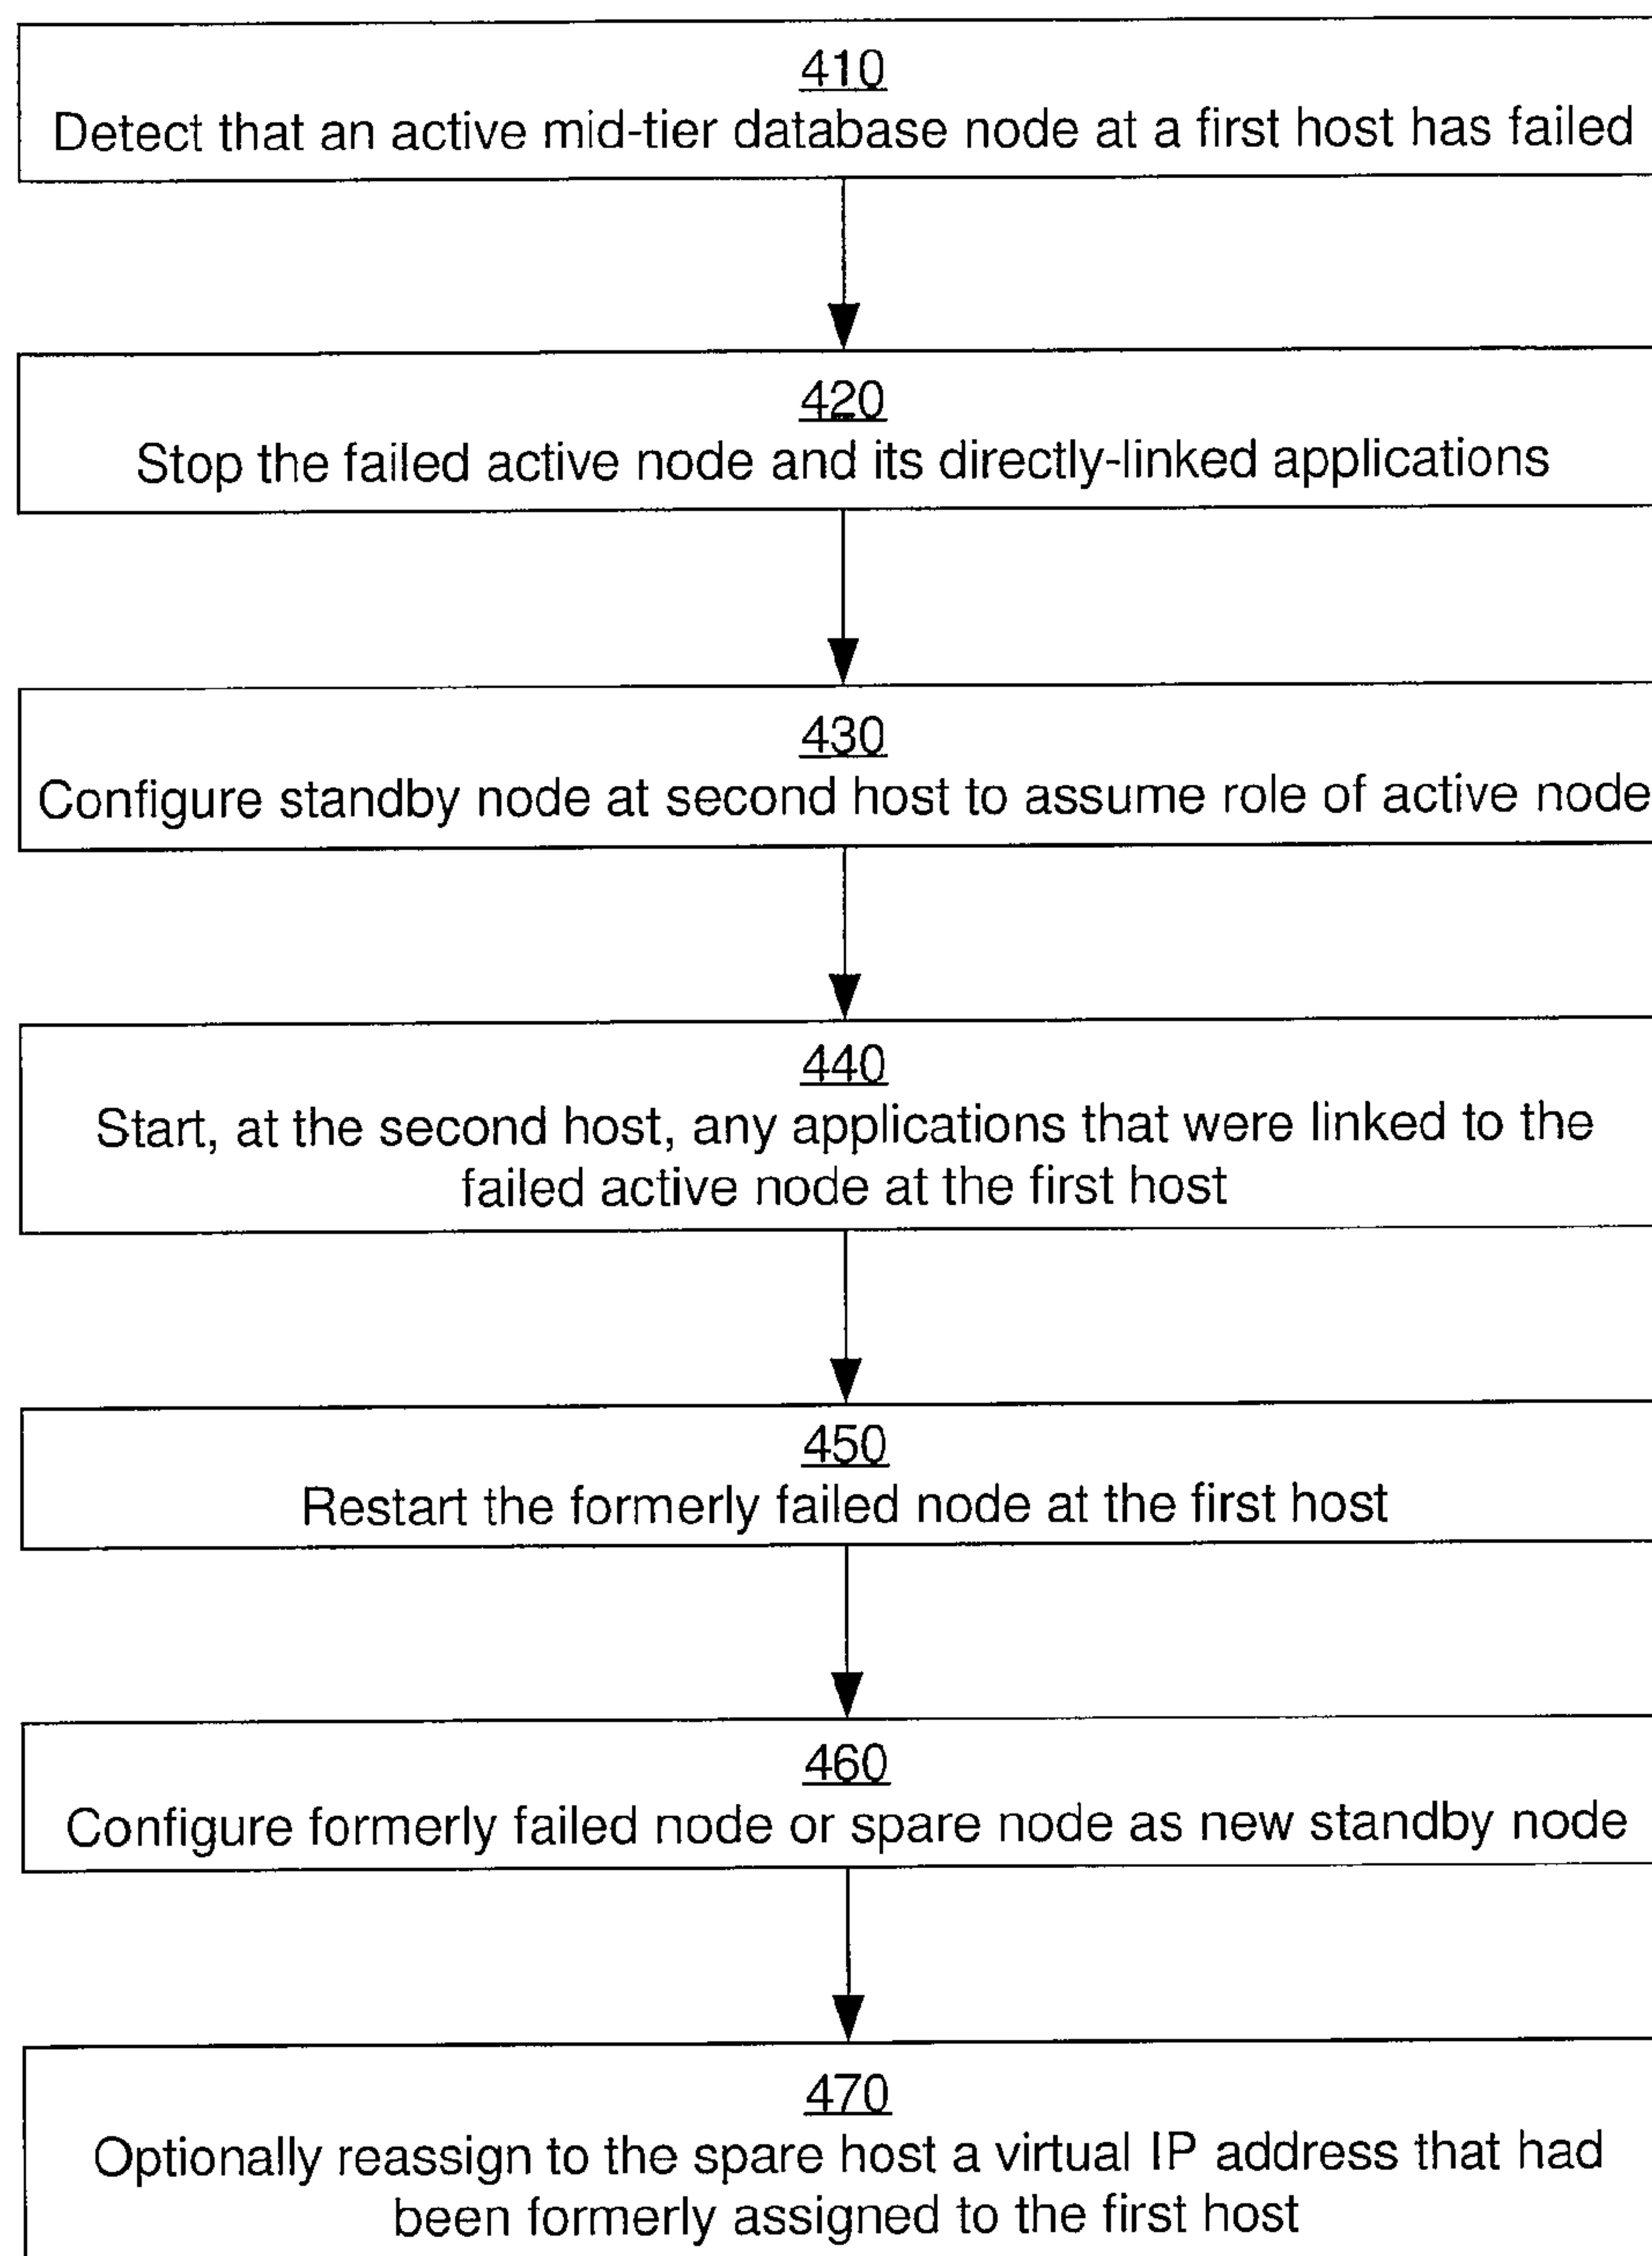 410
Detect that an active mid-tier database node at a first host has failed
420
Stop the failed active node and its directly-linked applications
430
Configure standby node at second host to assume role of active node
440
Start, at the second host, any applications that were linked to the
failed active node at the first host
450
Restart the formerly failed node at the first host
460
Configure formerly failed node or spare node as new standby node
470
Optionally reassign to the spare host a virtual IP address that had
been formerly assigned to the first host